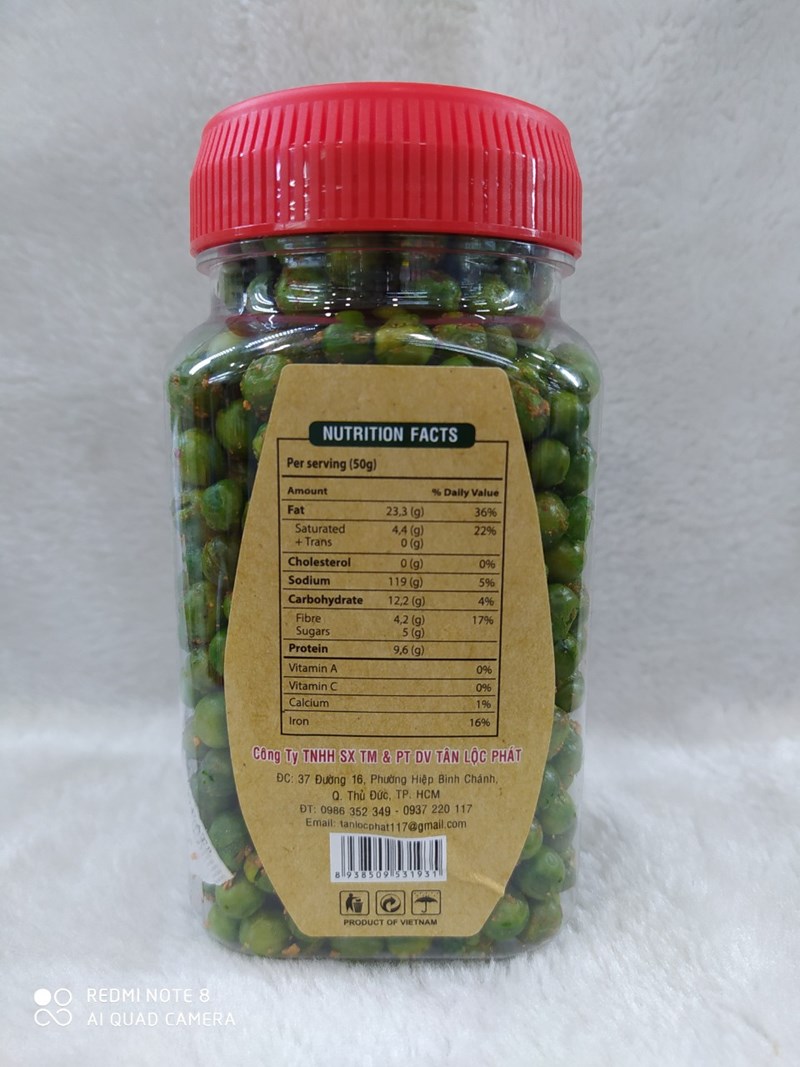 NUTRITION FACTS
Per serving (50g)
Amount % Daily Value
Fat 23,3 (g) 36%
Saturated 4,4 (g) 22%
+ Trans 0 (g)
Cholesterol 0 (g) 0%
Sodium 119 (g) 5%
Carbohydrate 12,2 (g) 4%
Fibre 4,2 (g) 17%
Sugars 5 (g)
Protein 9,6 (g)
Vitamin A 0%
Vitamin C 0%
Calcium 1%
Iron 16%
Công Ty TNHH SX TM & PT DV TÂN LỘC PHÁT
ĐC: 37 Đường 16, Phường Hiệp Bình Chánh,
Q. Thủ Đức, TP. HCM
ĐT: 0986 352 349 - 0937 220 117
Email: tanlocphat117@gmail.com
8 938509 531931
PRODUCT OF VIETNAM
REDMI NOTE 8
AI QUAD CAMERA